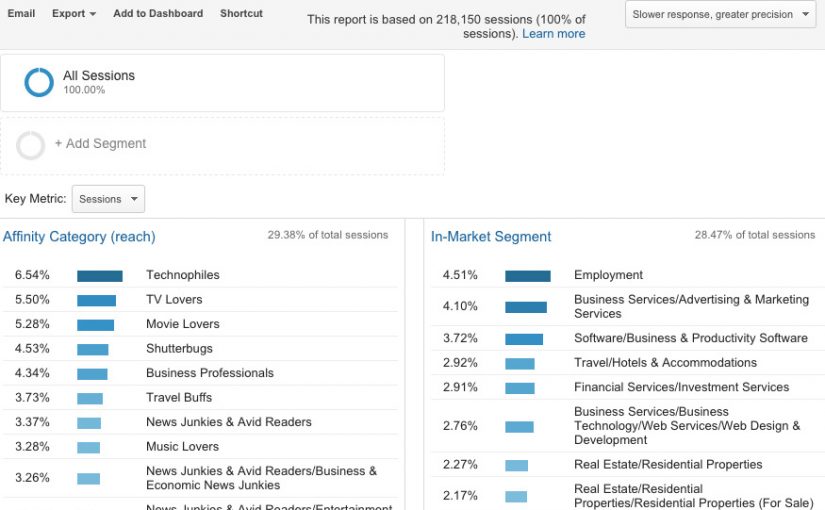 Email Export Add to Dashboard Shortcut
This report is based on 218,150 sessions (100% of
sessions). Learn more
Slower response, greater precision
All Sessions
100.00%
+ Add Segment
Key Metric: Sessions
Affinity Category (reach) 29.38% of total sessions
6.54% Technophiles
5.50% TV Lovers
5.28% Movie Lovers
4.53% Shutterbugs
4.34% Business Professionals
3.73% Travel Buffs
3.37% News Junkies & Avid Readers
3.28% Music Lovers
3.26% News Junkies & Avid Readers/Business &
Economic News Junkies
News Junkies & Avid Readers/Entertainment
In-Market Segment 28.47% of total sessions
4.51% Employment
4.10% Business Services/Advertising & Marketing
Services
3.72% Software/Business & Productivity Software
2.92% Travel/Hotels & Accommodations
2.91% Financial Services/Investment Services
2.76% Business Services/Business
Technology/Web Services/Web Design &
Development
2.27% Real Estate/Residential Properties
2.17% Real Estate/Residential
Properties/Residential Properties (For Sale)